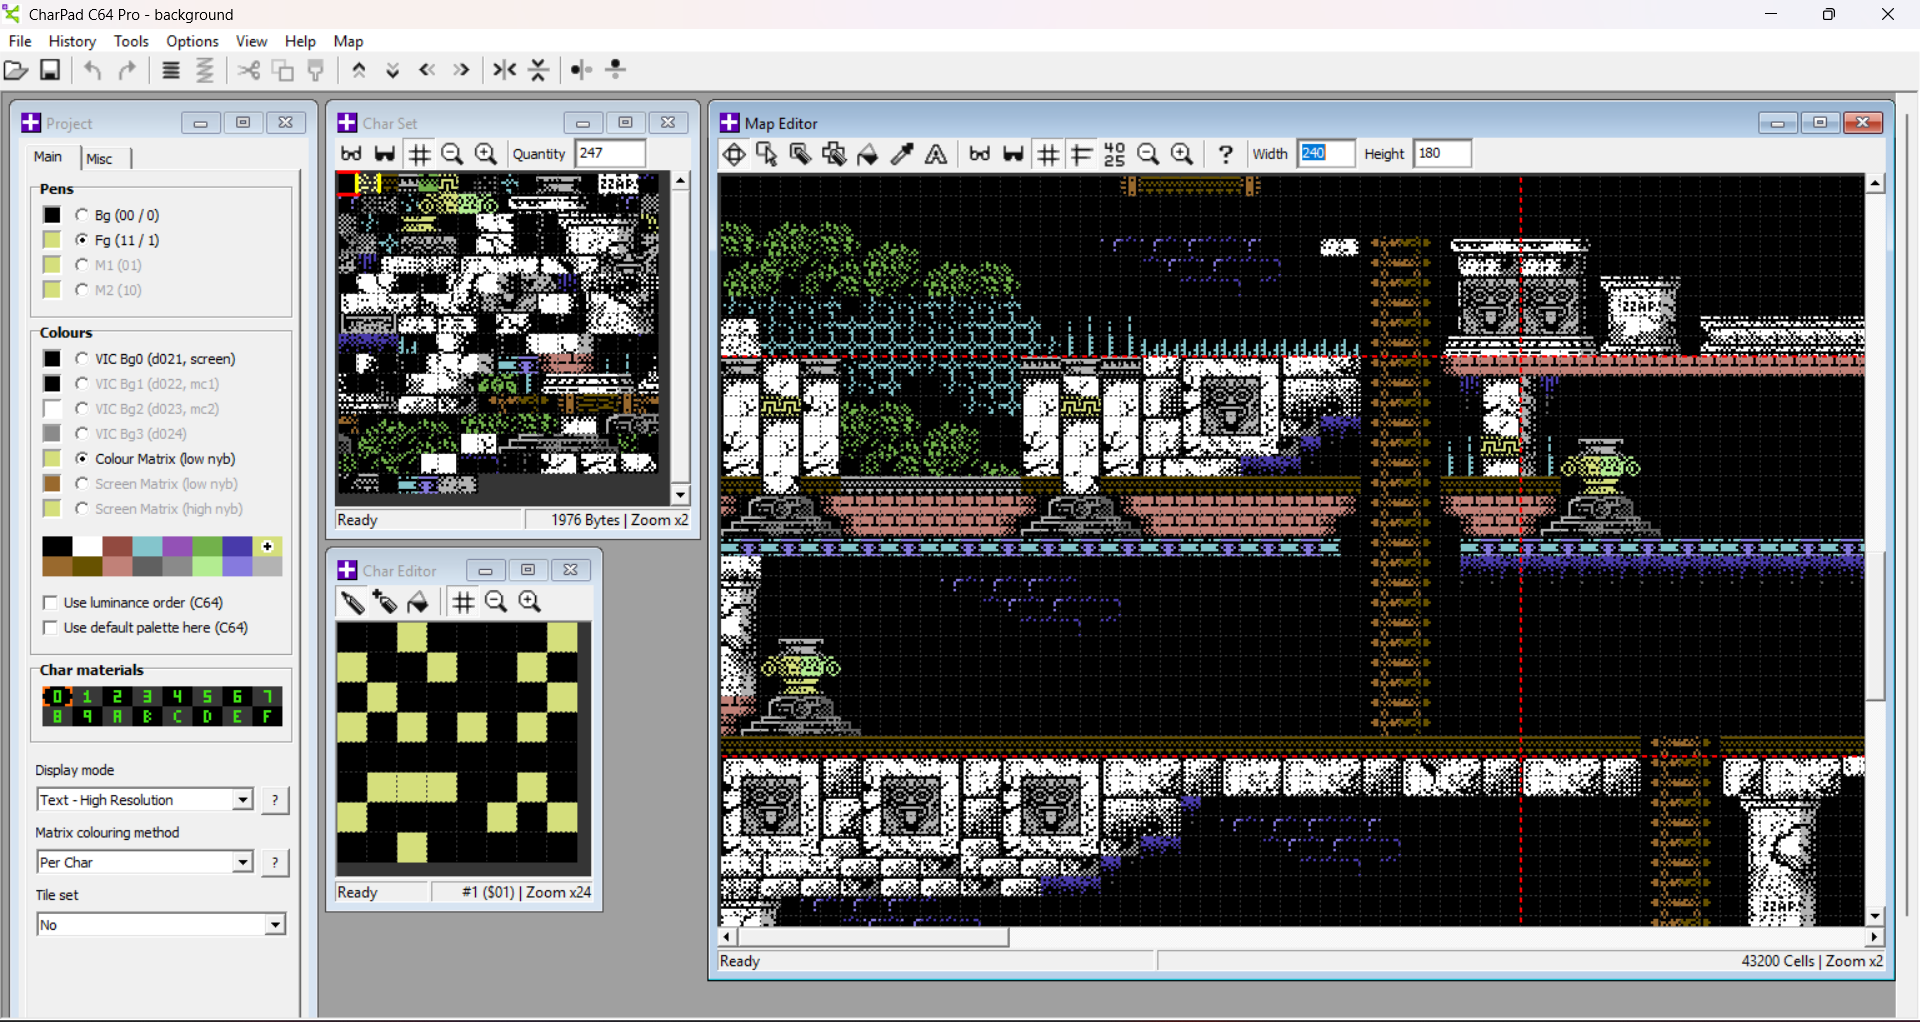 CharPad C64 Pro - background
File History Tools Options View Help Map
Project
Main Misc
Pens
Bg (00 / 0)
Fg (11 / 1)
M1 (01)
M2 (10)
Colours
VIC Bg0 (d021, screen)
VIC Bg1 (d022, mc1)
VIC Bg2 (d023, mc2)
VIC Bg3 (d024)
Colour Matrix (low nyb)
Screen Matrix (low nyb)
Screen Matrix (high nyb)
Use luminance order (C64)
Use default palette here (C64)
Char materials
0 1 2 3 4 5 6 7
8 9 A B C D E F
Display mode
Text - High Resolution ?
Matrix colouring method
Per Char ?
Tile set
No
Char Set
Quantity 247
Ready 1976 Bytes | Zoom x2
Char Editor
Ready #1 ($01) | Zoom x24
Map Editor
40
25
? Width 240 Height 180
Ready 43200 Cells | Zoom x2